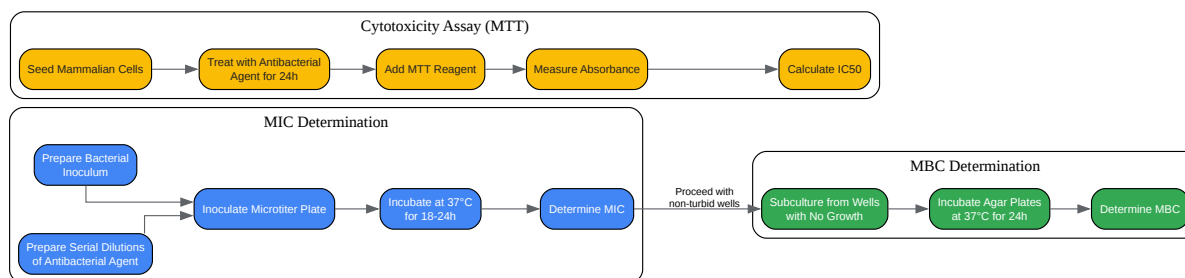 Cytotoxicity Assay (MTT)
Seed Mammalian Cells
Treat with Antibacterial
Agent for 24h
Add MTT Reagent
Measure Absorbance
Calculate IC50
MIC Determination
Prepare Bacterial
Inoculum
Prepare Serial Dilutions
of Antibacterial Agent
Inoculate Microtiter Plate
Incubate at 37°C
for 18-24h
Determine MIC
Proceed with
non-turbid wells
MBC Determination
Subculture from Wells
with No Growth
Incubate Agar Plates
at 37°C for 24h
Determine MBC